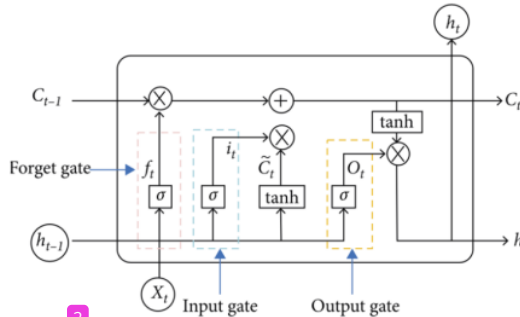 h_t
C_{t-1}
C_t
tanh
i_t
Forget gate
f_t
C̃_t
O_t
σ
σ
tanh
σ
h_{t-1}
h
X_t
Input gate
Output gate